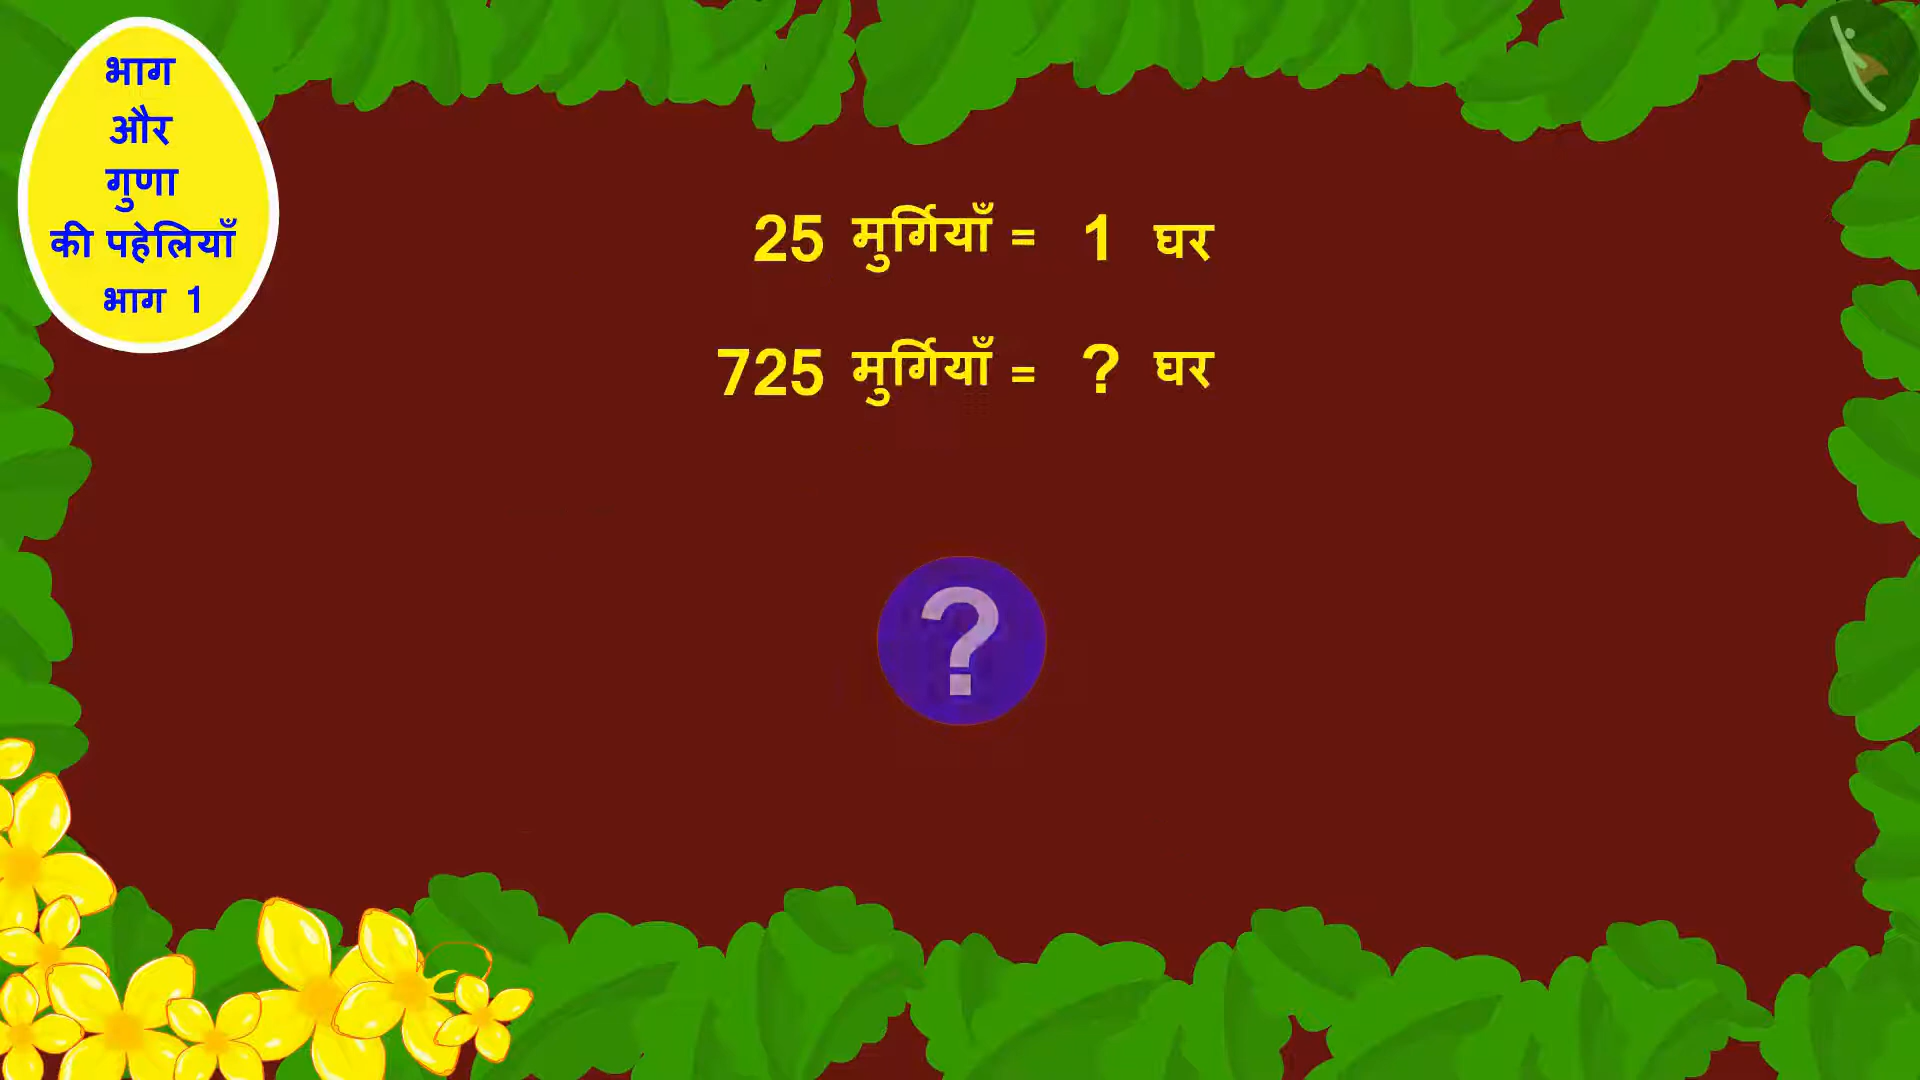 भाग
और
गुणा
की पहेलियाँ
भाग 1
25 मुर्गियाँ = 1 घर
725 मुर्गियाँ = ? घर
?